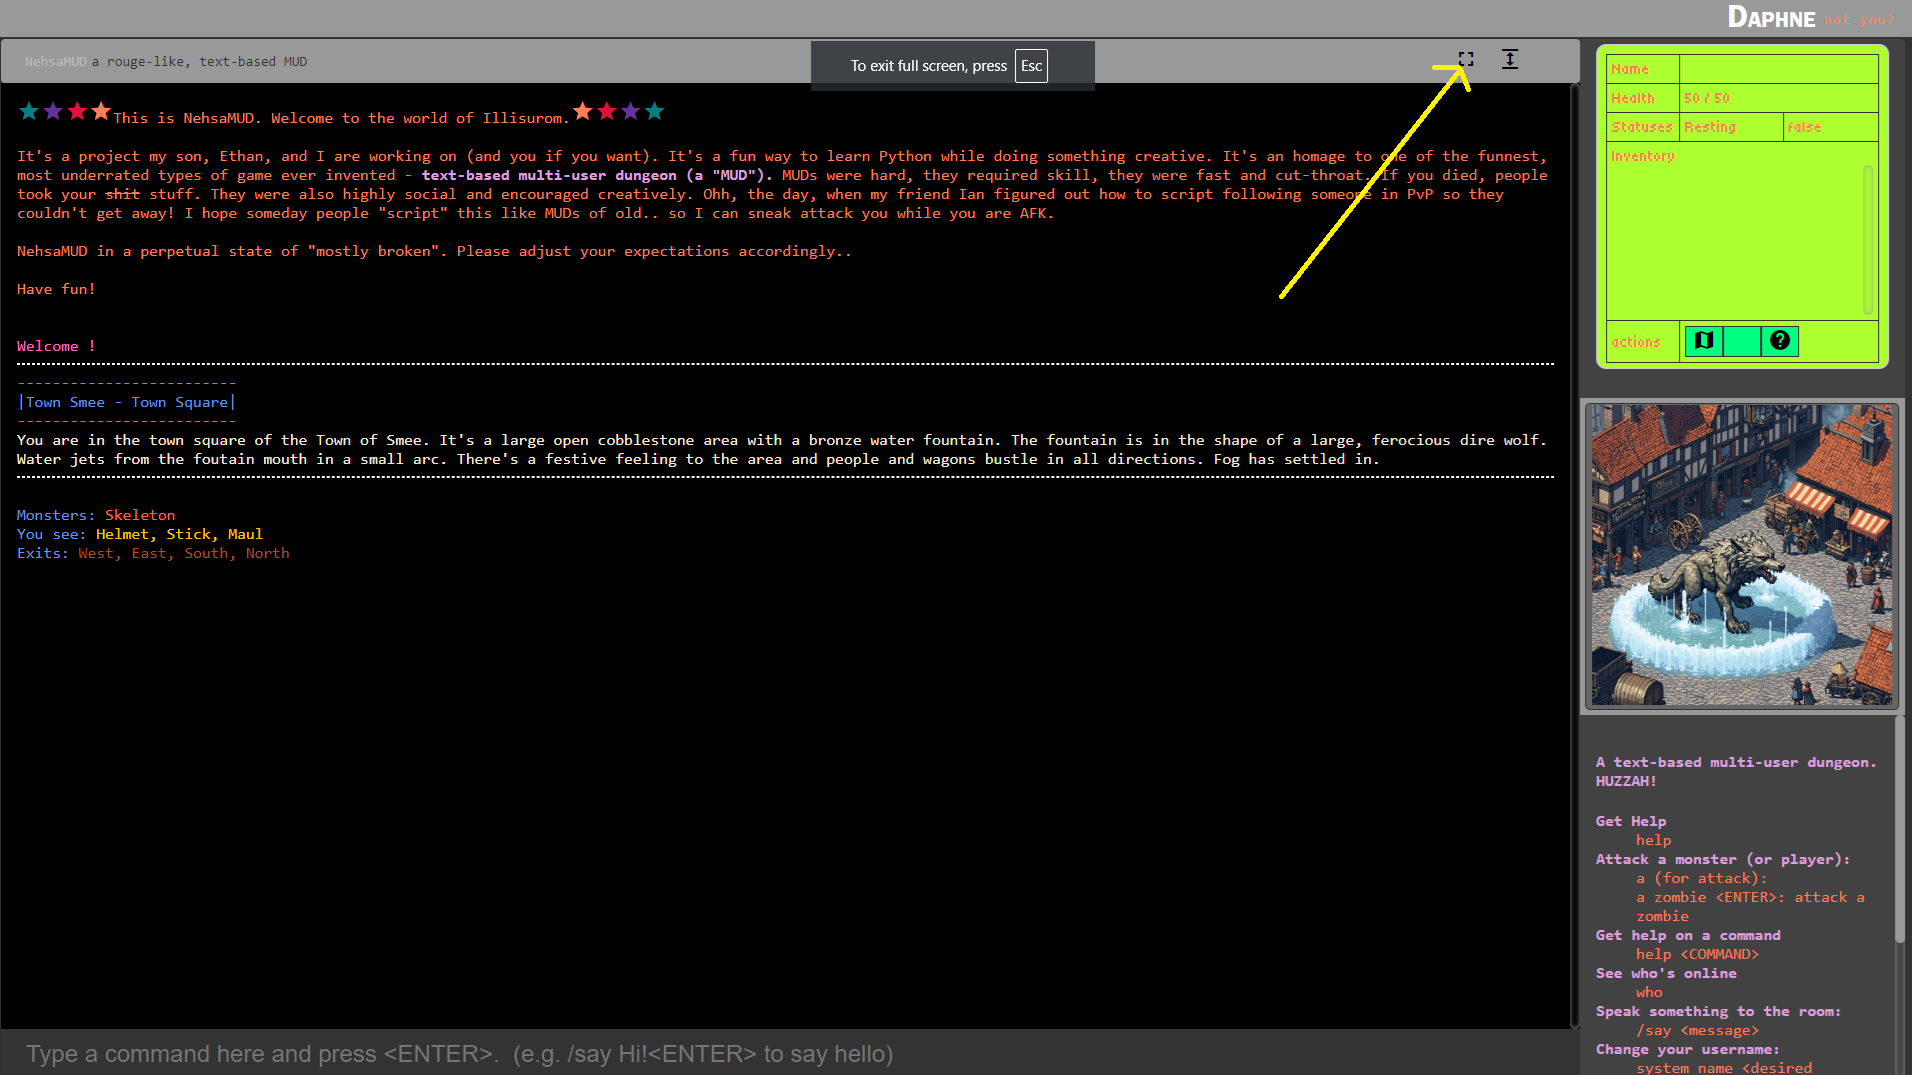 DAPHNE not you?
NehsaMUD a rouge-like, text-based MUD
To exit full screen, press Esc
This is NehsaMUD. Welcome to the world of Illisurom.
It's a project my son, Ethan, and I are working on (and you if you want). It's a fun way to learn Python while doing something creative. It's an homage to one of the funnest,
most underrated types of game ever invented - text-based multi-user dungeon (a "MUD"). MUDs were hard, they required skill, they were fast and cut-throat. If you died, people
took your shit stuff. They were also highly social and encouraged creatively. Ohh, the day, when my friend Ian figured out how to script following someone in PvP so they
couldn't get away! I hope someday people "script" this like MUDs of old.. so I can sneak attack you while you are AFK.
NehsaMUD in a perpetual state of "mostly broken". Please adjust your expectations accordingly..
Have fun!
Welcome !
-------------------------
|Town Smee - Town Square|
-------------------------
You are in the town square of the Town of Smee. It's a large open cobblestone area with a bronze water fountain. The fountain is in the shape of a large, ferocious dire wolf.
Water jets from the foutain mouth in a small arc. There's a festive feeling to the area and people and wagons bustle in all directions. Fog has settled in.
Monsters: Skeleton
You see: Helmet, Stick, Maul
Exits: West, East, South, North
Type a command here and press <ENTER>.  (e.g. /say Hi!<ENTER> to say hello)
Name
Health 50 / 50
Statuses Resting false
Inventory
actions
A text-based multi-user dungeon.
HUZZAH!
Get Help
help
Attack a monster (or player):
a (for attack):
a zombie <ENTER>: attack a
zombie
Get help on a command
help <COMMAND>
See who's online
who
Speak something to the room:
/say <message>
Change your username:
system name <desired